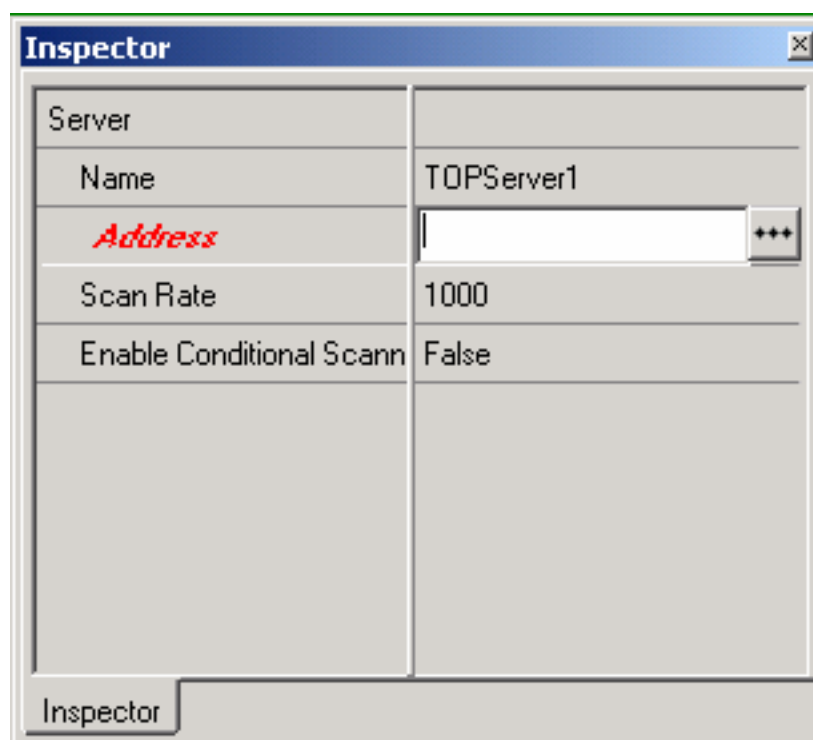 Inspector
Server
Name TOPServer1
Address
Scan Rate 1000
Enable Conditional Scann False
Inspector